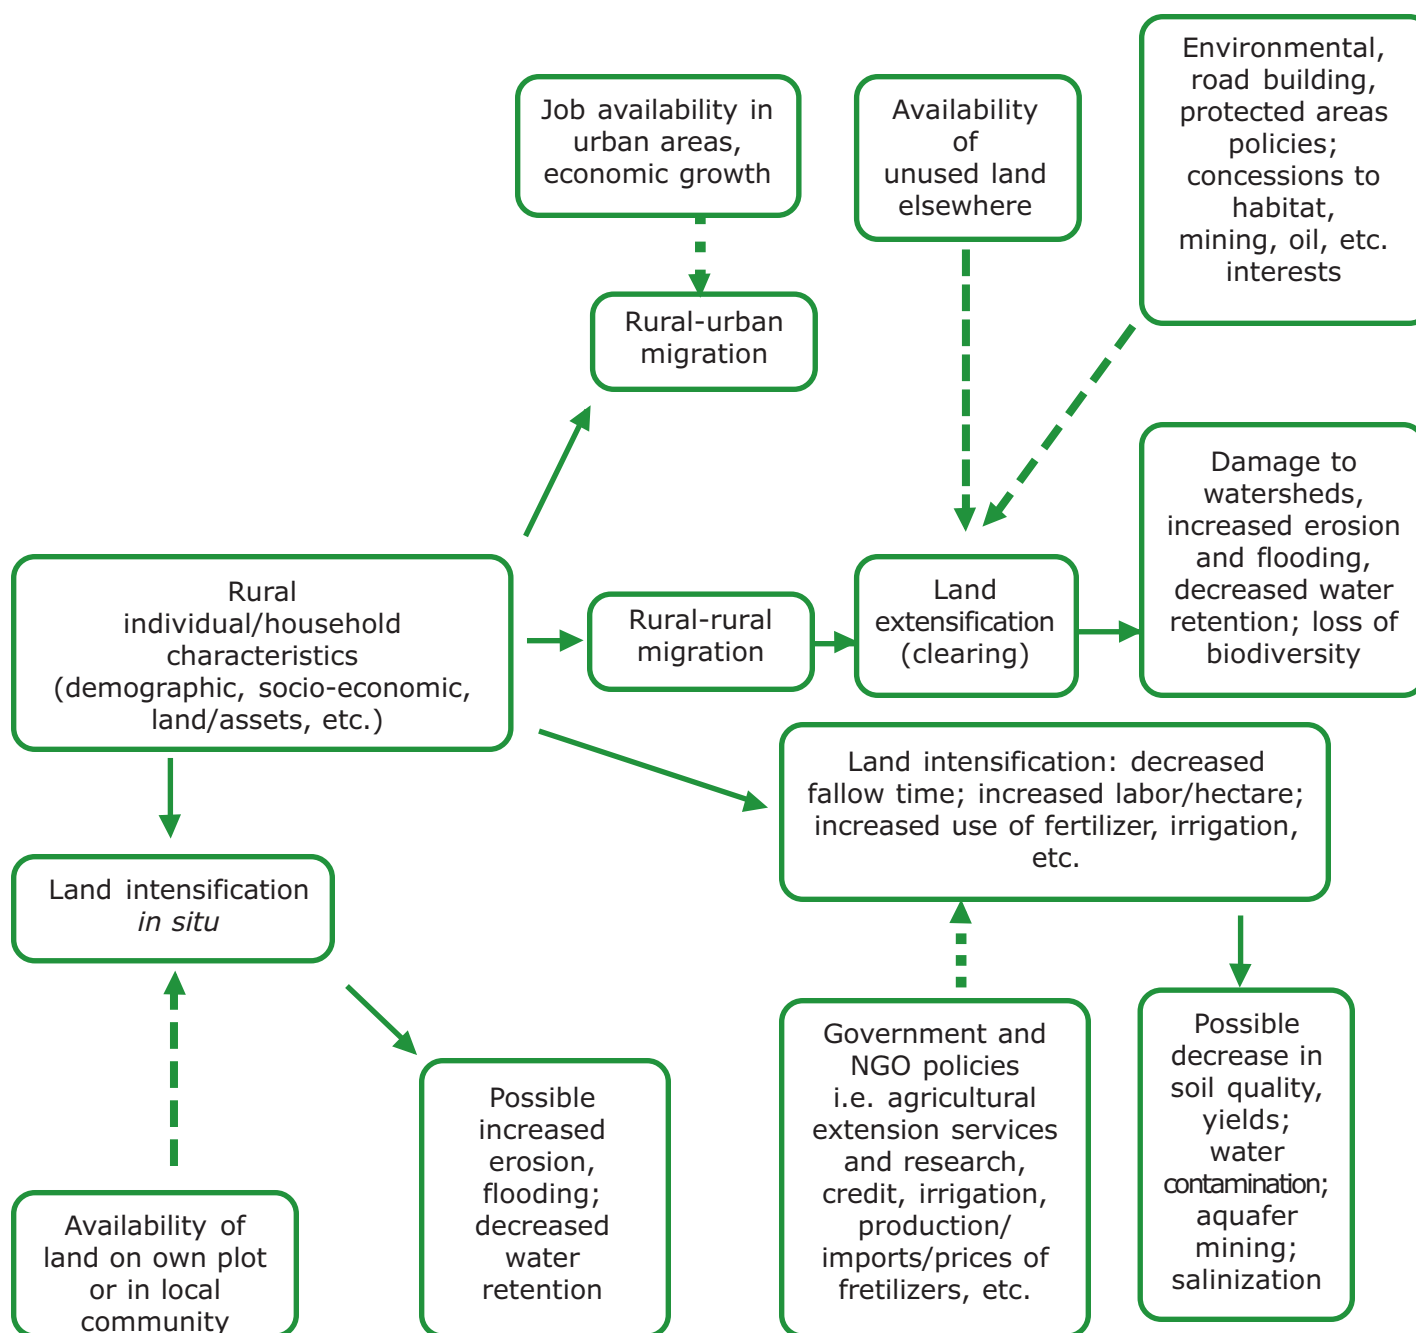 Job availability in
urban areas,
economic growth
Availability
of
unused land
elsewhere
Environmental,
road building,
protected areas
policies;
concessions to
habitat,
mining, oil, etc.
interests
Rural-urban
migration
Damage to
watersheds,
increased erosion
and flooding,
decreased water
retention; loss of
biodiversity
Rural
individual/household
characteristics
(demographic, socio-economic,
land/assets, etc.)
Rural-rural
migration
Land
extensification
(clearing)
Land intensification: decreased
fallow time; increased labor/hectare;
increased use of fertilizer, irrigation,
etc.
Land intensification
in situ
Availability of
land on own plot
or in local
community
Possible
increased
erosion,
flooding;
decreased
water
retention
Government and
NGO policies
i.e. agricultural
extension services
and research,
credit, irrigation,
production/
imports/prices of
fretilizers, etc.
Possible
decrease in
soil quality,
yields;
water
contamination;
aquafer
mining;
salinization